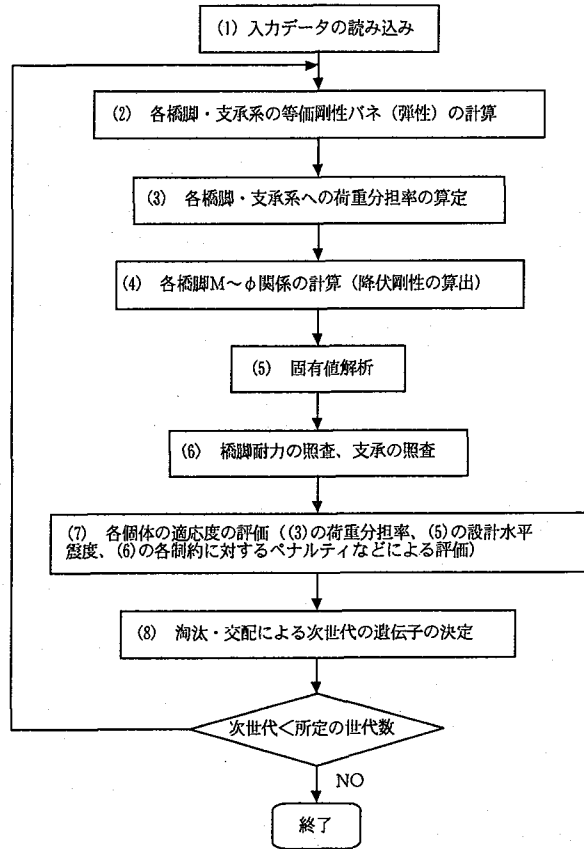 (1) 入力データの読み込み
(2) 各橋脚・支承系の等価剛性バネ（弾性）の計算
(3) 各橋脚・支承系への荷重分担率の算定
(4) 各橋脚M～φ関係の計算（降伏剛性の算出）
(5) 固有値解析
(6) 橋脚耐力の照査、支承の照査
(7) 各個体の適応度の評価（(3)の荷重分担率、(5)の設計水平
震度、(6)の各制約に対するペナルティなどによる評価）
(8) 淘汰・交配による次世代の遺伝子の決定
次世代＜所定の世代数
NO
終了